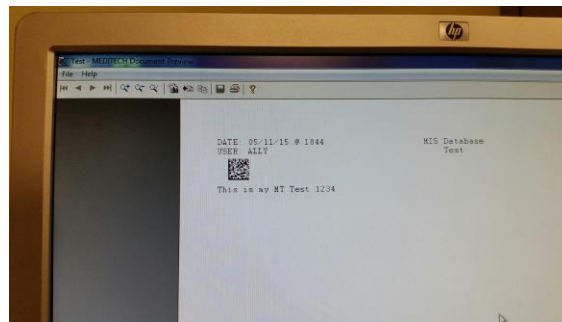 hp
Test - MEDITECH Document Preview
File Help
DATE: 05/11/15 @ 1844 MIS Database
USER: ALLY Test
This is my MT Test 1234